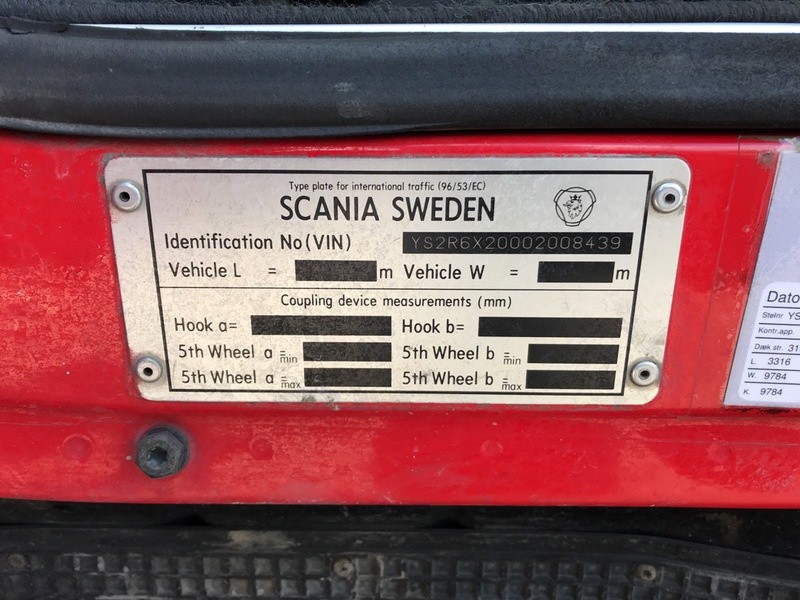 Type plate for international traffic (96/53/EC)
SCANIA SWEDEN
Identification No (VIN) YS2R6X20002008439
Vehicle L = m Vehicle W = m
Coupling device measurements (mm)
Hook a= Hook b=
5th Wheel a = min 5th Wheel b = min
5th Wheel a = max 5th Wheel b = max
Dato
Stelnr YS
Kontr.app.
Dæk str. 31
L. 3316
W. 9784
K. 9784